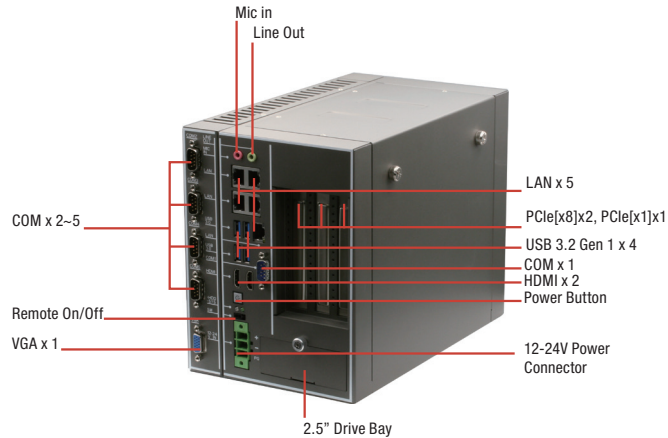 Mic in
Line Out
LAN x 5
PCIe[x8]x2, PCIe[x1]x1
COM x 2~5
USB 3.2 Gen 1 x 4
COM x 1
HDMI x 2
Power Button
Remote On/Off
VGA x 1
12-24V Power
Connector
2.5” Drive Bay